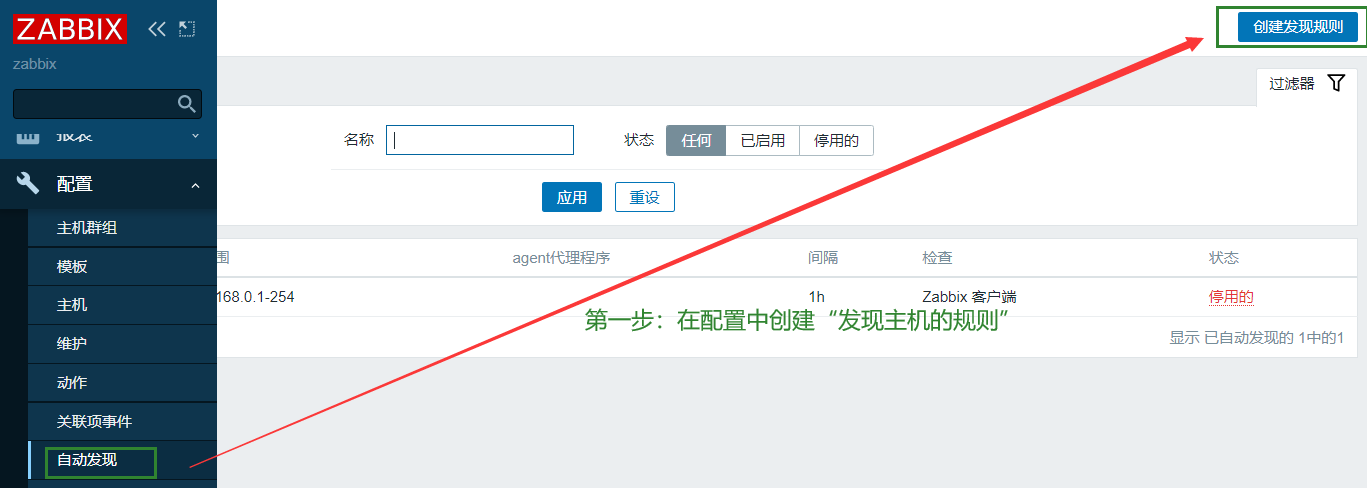 ZABBIX
zabbix
配置
主机群组
模板
主机
维护
动作
关联项事件
自动发现
创建发现规则
过滤器
名称 状态 任何 已启用 停用的
应用 重设
围 agent代理程序 间隔 检查 状态
168.0.1-254 1h Zabbix 客户端 停用的
第一步：在配置中创建“发现主机的规则”
显示 已自动发现的 1中的1